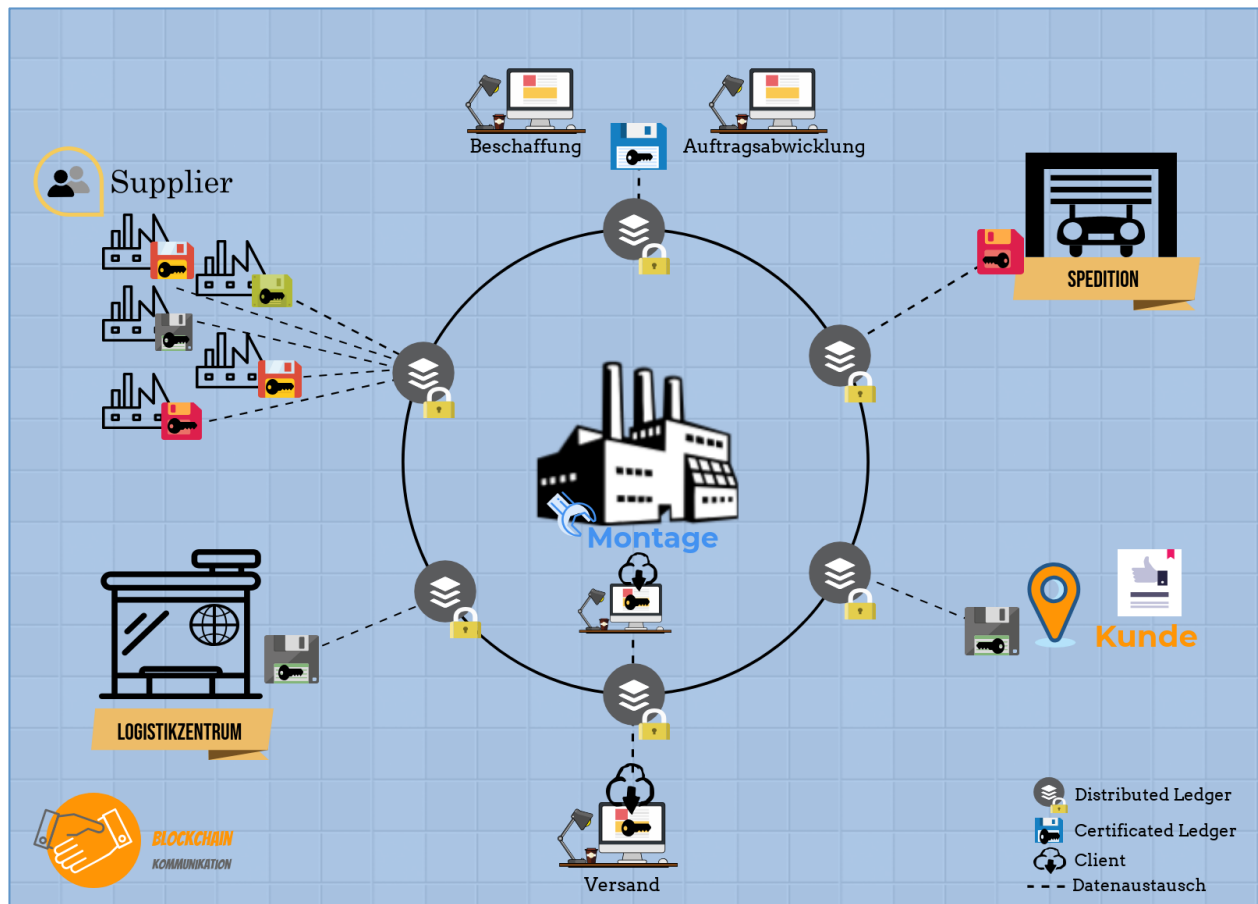 Beschaffung
Auftragsabwicklung
Supplier
SPEDITION
Montage
Kunde
LOGISTIKZENTRUM
Versand
BLOCKCHAIN
KOMMUNIKATION
Distributed Ledger
Certificated Ledger
Client
Datenaustausch